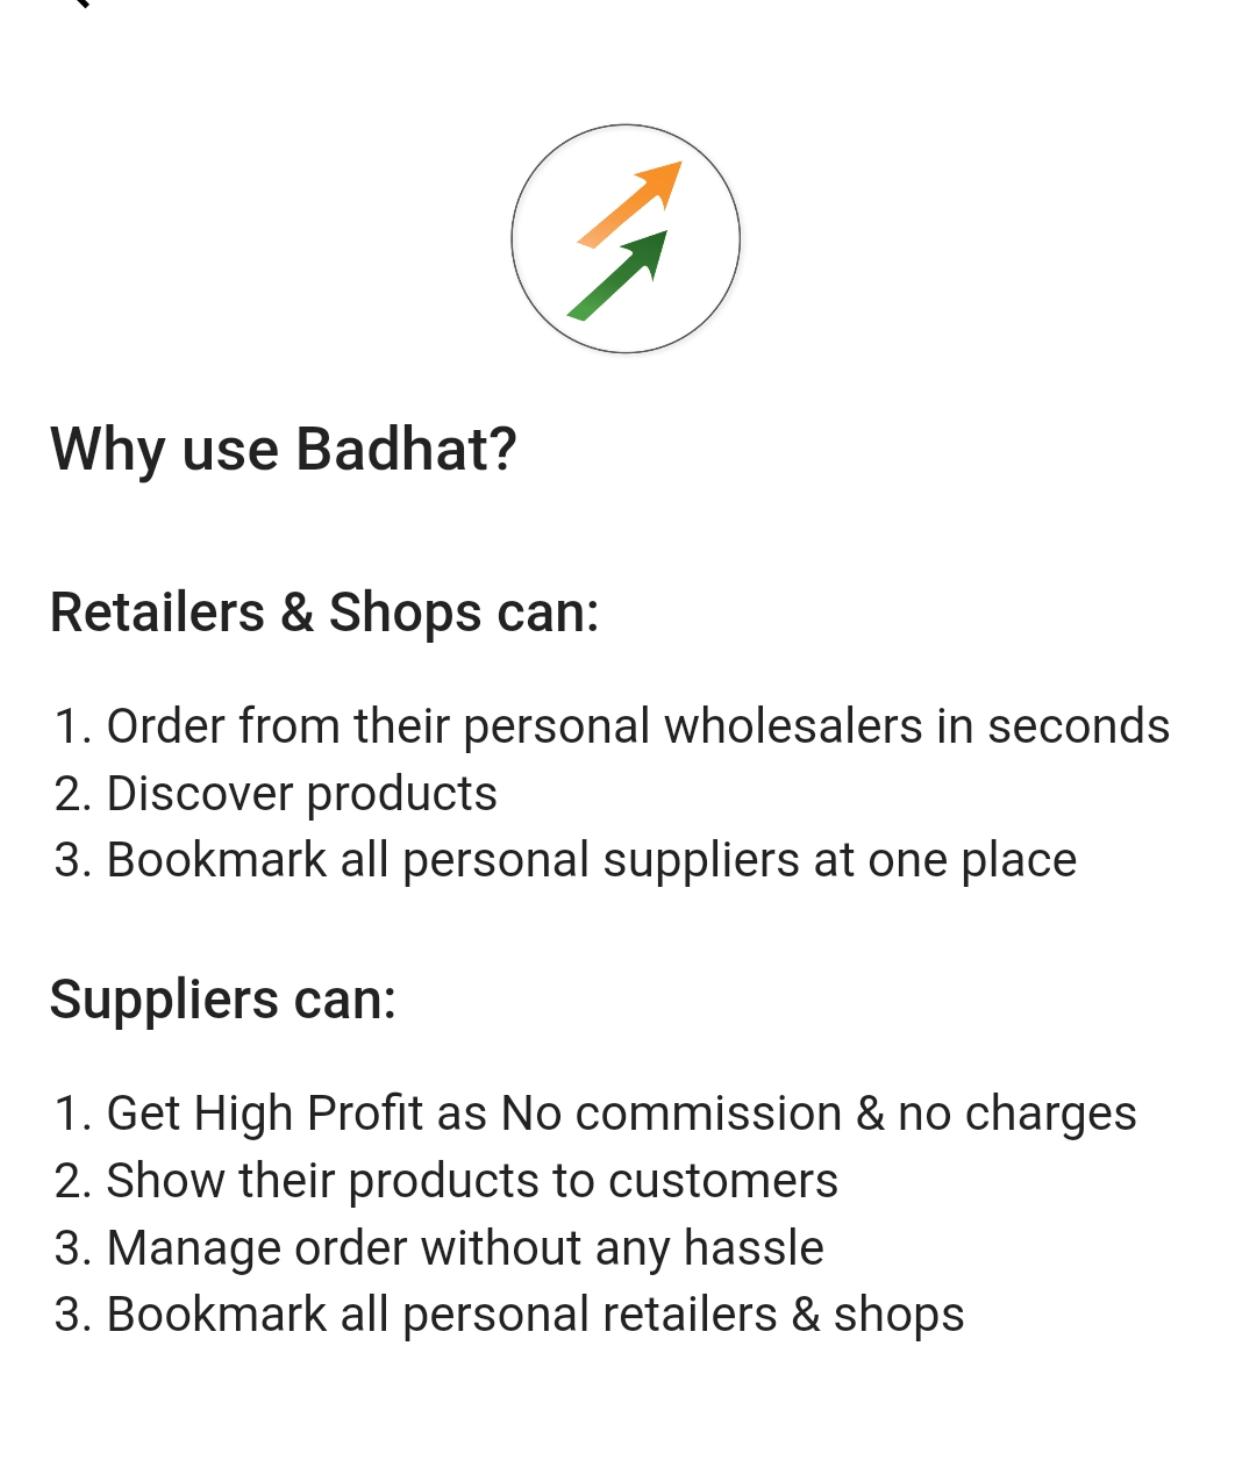 Why use Badhat?
Retailers & Shops can:
1. Order from their personal wholesalers in seconds
2. Discover products
3. Bookmark all personal suppliers at one place
Suppliers can:
1. Get High Profit as No commission & no charges
2. Show their products to customers
3. Manage order without any hassle
3. Bookmark all personal retailers & shops